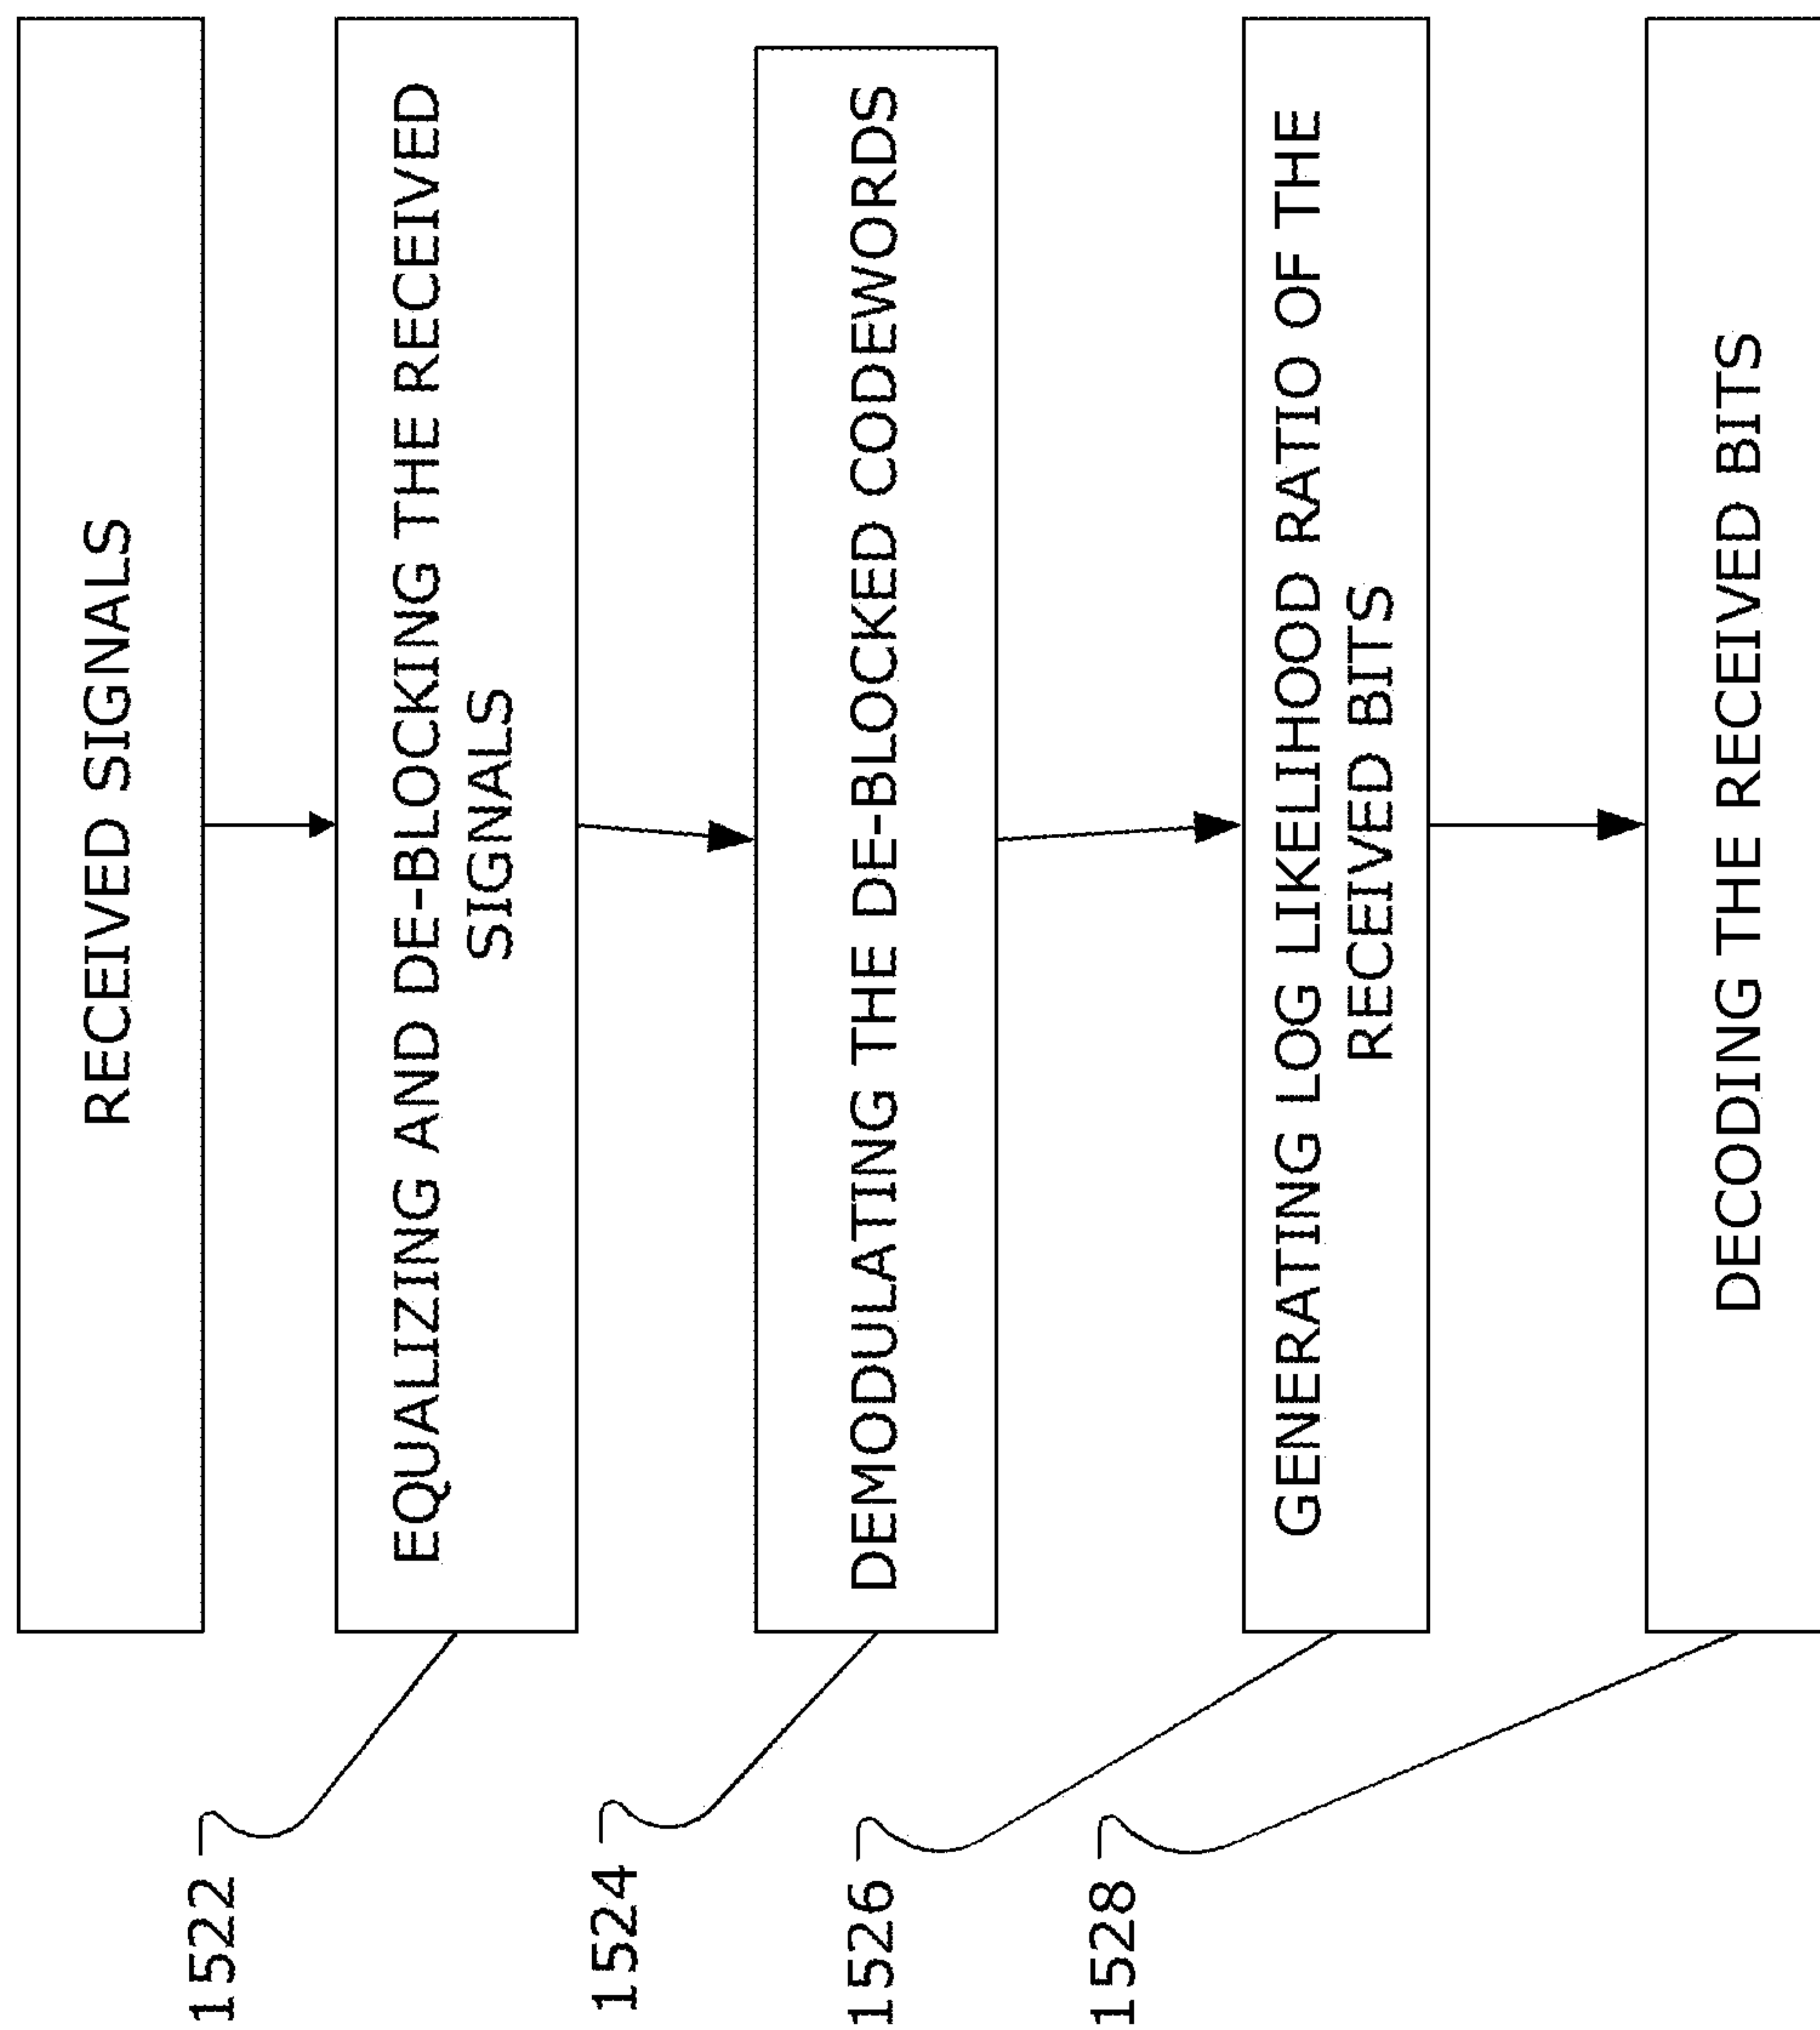 RECEIVED SIGNALS
EQUALIZING AND DE-BLOCKING THE RECEIVED
SIGNALS
DEMODULATING THE DE-BLOCKED CODEWORDS
GENERATING LOG LIKELIHOOD RATIO OF THE
RECEIVED BITS
DECODING THE RECEIVED BITS
1522
1524
1526
1528